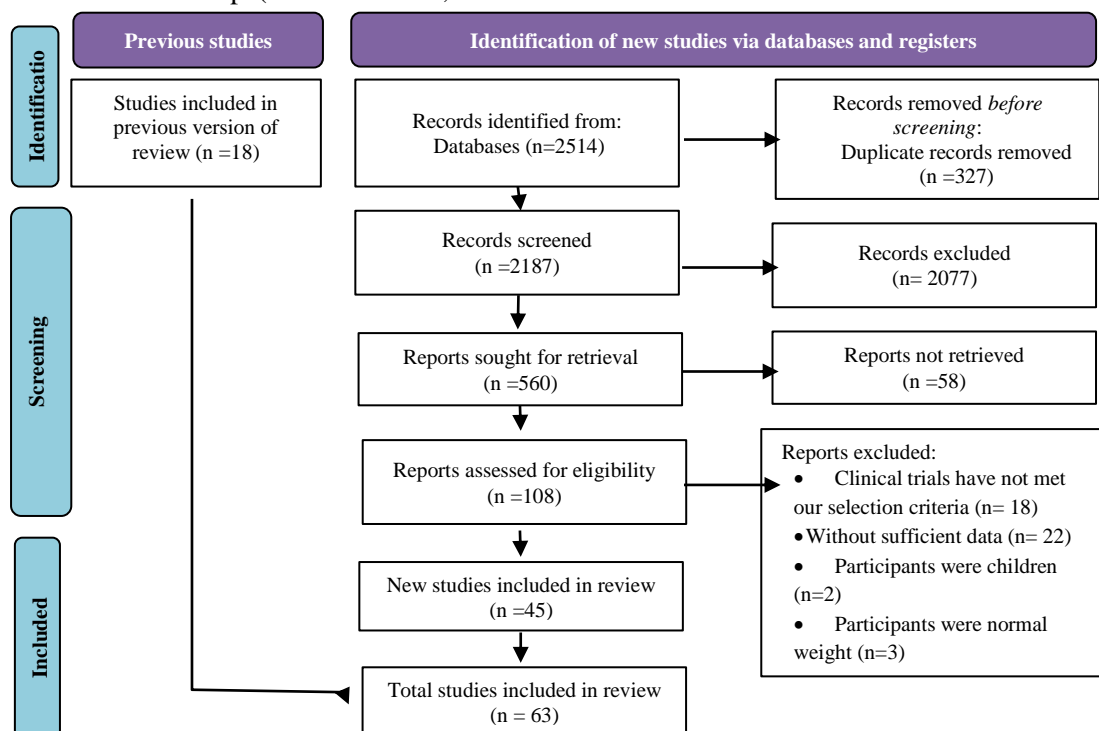 Previous studies
Identification of new studies via databases and registers
Identificatio
Studies included in
previous version of
review (n =18)
Records identified from:
Databases (n=2514)
Records removed before
screening:
Duplicate records removed
(n =327)
Screening
Records screened
(n =2187)
Records excluded
(n= 2077)
Reports sought for retrieval
(n =560)
Reports not retrieved
(n =58)
Reports assessed for eligibility
(n =108)
Reports excluded:
• Clinical trials have not met
our selection criteria (n= 18)
•Without sufficient data (n= 22)
• Participants were children
(n=2)
• Participants were normal
weight (n=3)
Included
New studies included in review
(n =45)
Total studies included in review
(n = 63)